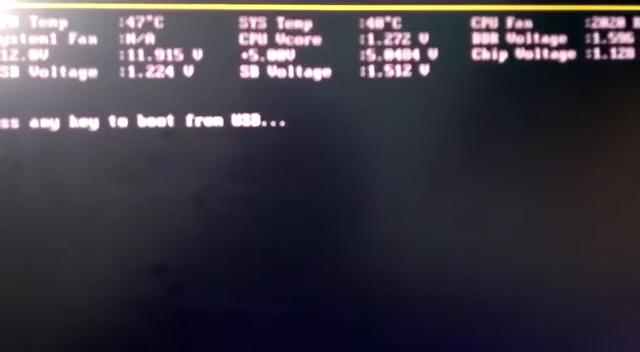 PU Temp :47°C SYS Temp :40°C CPU Fan :2020 R
ystem1 Fan :N/A CPU Vcore :1.272 V DDR Voltage :1.596
12.0V :11.915 V +5.00V :5.0404 V Chip Voltage :1.128
SB Voltage :1.224 V SB Voltage :1.512 V
ss any key to boot from USB...